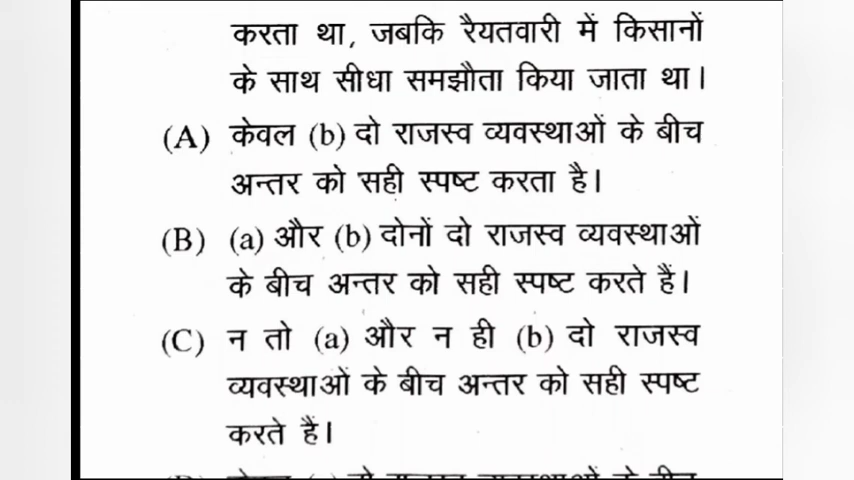 करता था, जबकि रैयतवारी में किसानों
के साथ सीधा समझौता किया जाता था।
(A) केवल (b) दो राजस्व व्यवस्थाओं के बीच
अन्तर को सही स्पष्ट करता है।
(B) (a) और (b) दोनों दो राजस्व व्यवस्थाओं
के बीच अन्तर को सही स्पष्ट करते हैं।
(C) न तो (a) और न ही (b) दो राजस्व
व्यवस्थाओं के बीच अन्तर को सही स्पष्ट
करते हैं।